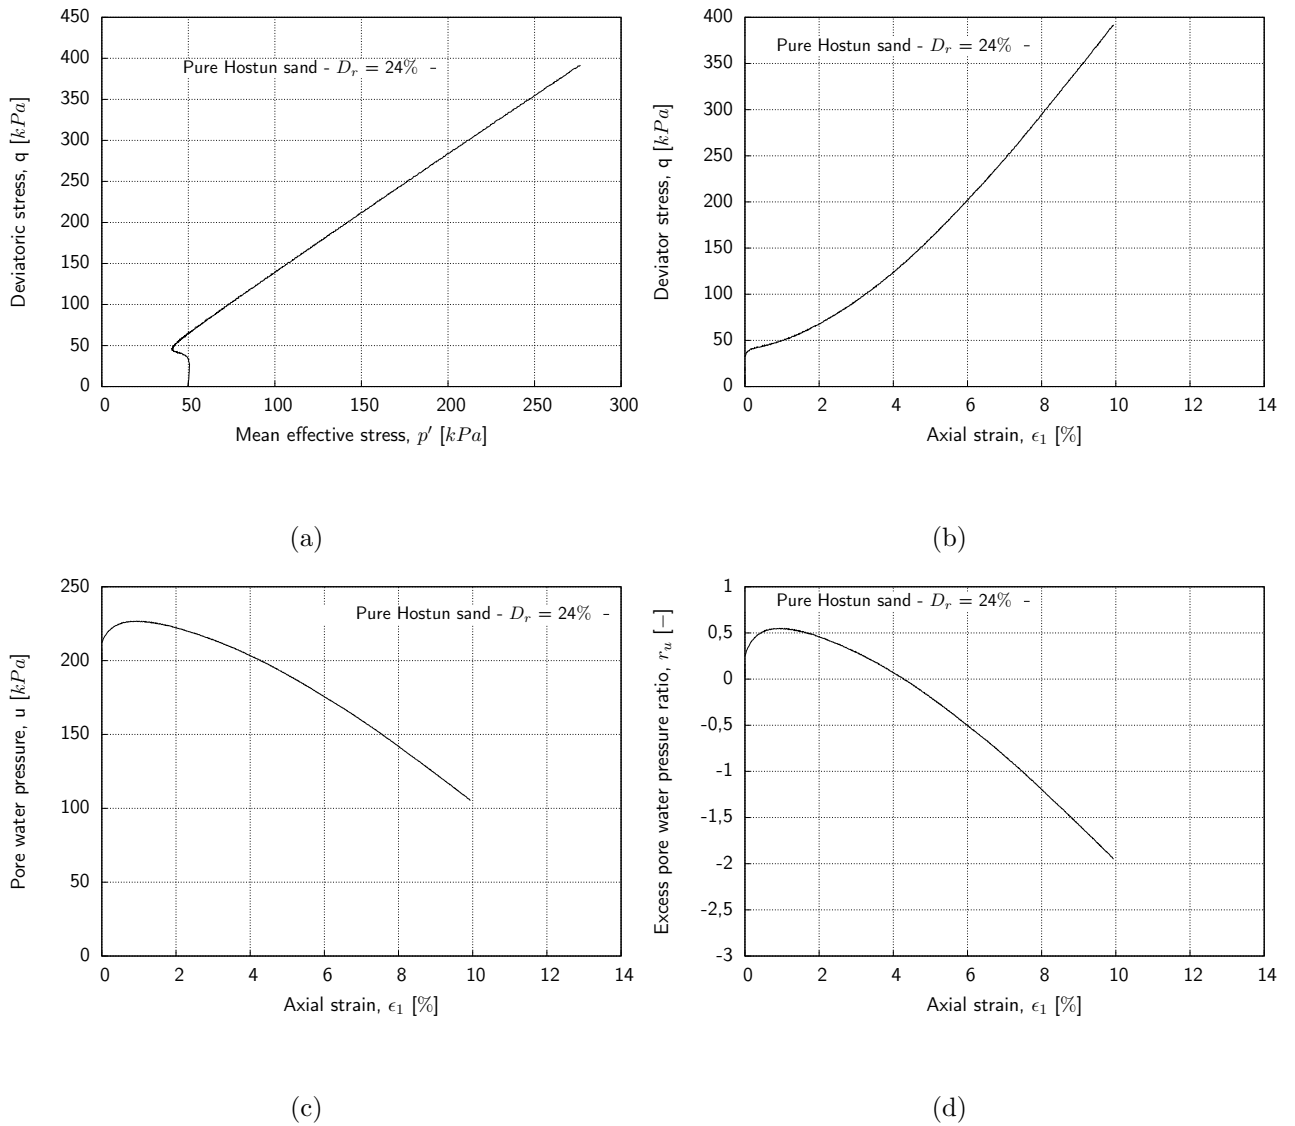 450
400
350
300
250
200
150
100
50
0
0 50 100 150 200 250 300
Deviatoric stress, q [kPa]
Mean effective stress, p′ [kPa]
Pure Hostun sand - D_r = 24%
(a)
400
350
300
250
200
150
100
50
0
0 2 4 6 8 10 12 14
Deviator stress, q [kPa]
Axial strain, ϵ_1 [%]
Pure Hostun sand - D_r = 24%
(b)
250
200
150
100
50
0
0 2 4 6 8 10 12 14
Pore water pressure, u [kPa]
Axial strain, ϵ_1 [%]
Pure Hostun sand - D_r = 24%
(c)
1
0,5
0
-0,5
-1
-1,5
-2
-2,5
-3
0 2 4 6 8 10 12 14
Excess pore water pressure ratio, r_u [−]
Axial strain, ϵ_1 [%]
Pure Hostun sand - D_r = 24%
(d)